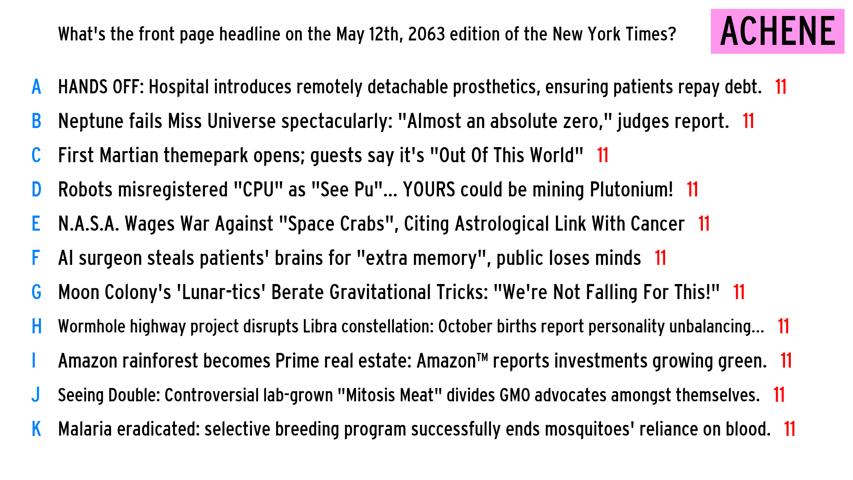 What's the front page headline on the May 12th, 2063 edition of the New York Times?
ACHENE
A HANDS OFF: Hospital introduces remotely detachable prosthetics, ensuring patients repay debt. 11
B Neptune fails Miss Universe spectacularly: "Almost an absolute zero," judges report. 11
C First Martian themepark opens; guests say it's "Out Of This World" 11
D Robots misregistered "CPU" as "See Pu"... YOURS could be mining Plutonium! 11
E N.A.S.A. Wages War Against "Space Crabs", Citing Astrological Link With Cancer 11
F AI surgeon steals patients' brains for "extra memory", public loses minds 11
G Moon Colony's 'Lunar-tics' Berate Gravitational Tricks: "We're Not Falling For This!" 11
H Wormhole highway project disrupts Libra constellation: October births report personality unbalancing... 11
I Amazon rainforest becomes Prime real estate: Amazon™ reports investments growing green. 11
J Seeing Double: Controversial lab-grown "Mitosis Meat" divides GMO advocates amongst themselves. 11
K Malaria eradicated: selective breeding program successfully ends mosquitoes' reliance on blood. 11